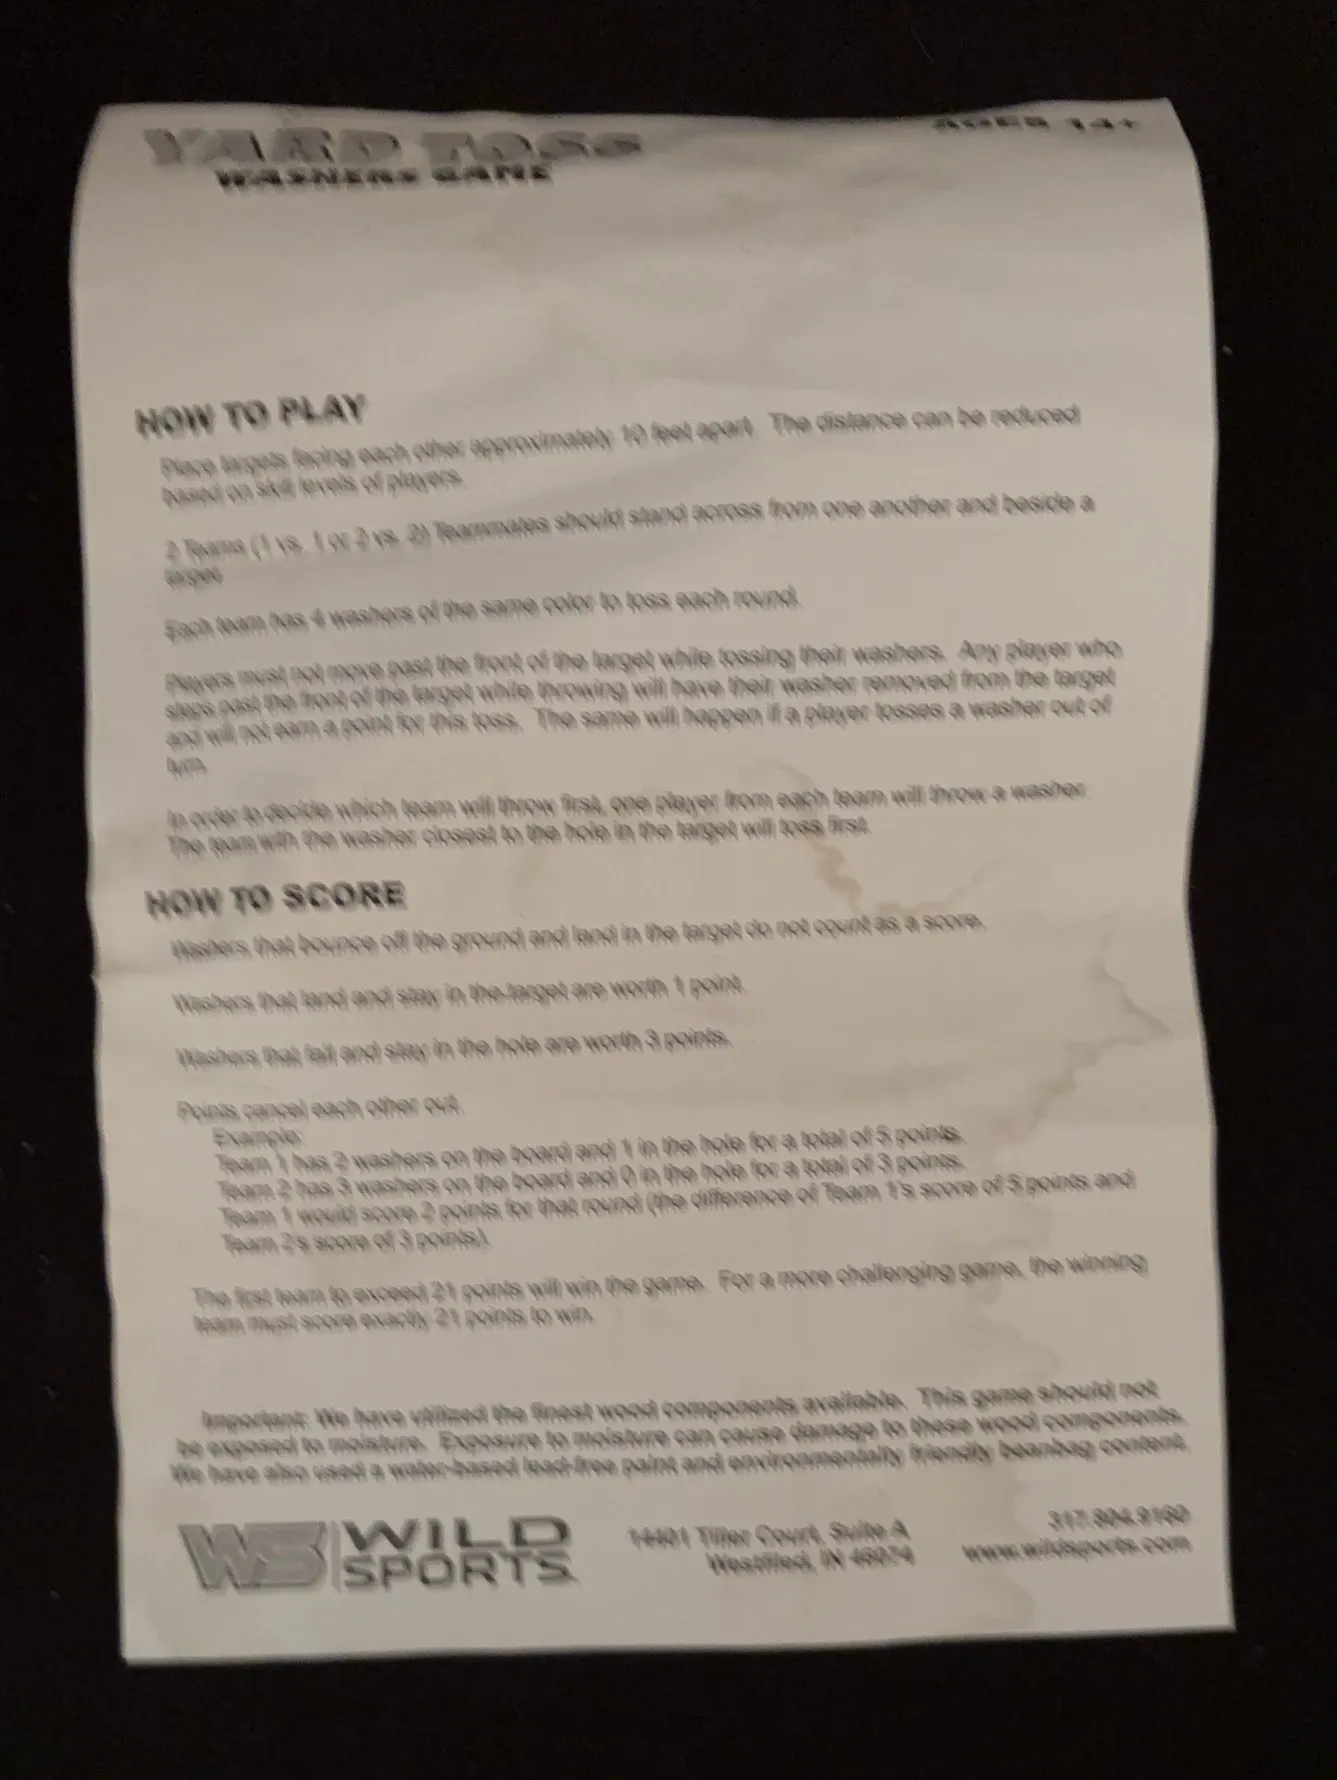 YARD TOSS
WASHERS GAME
AGES 14+
HOW TO PLAY
Place targets facing each other approximately 10 feet apart. The distance can be reduced
based on skill levels of players.
2 Teams (1 vs. 1 or 2 vs. 2) Teammates should stand across from one another and beside a
target.
Each team has 4 washers of the same color to toss each round.
Players must not move past the front of the target while tossing their washers. Any player who
steps past the front of the target while throwing will have their washer removed from the target
and will not earn a point for this toss. The same will happen if a player tosses a washer out of
turn.
In order to decide which team will throw first, one player from each team will throw a washer.
The team with the washer closest to the hole in the target will toss first.
HOW TO SCORE
Washers that bounce off the ground and land in the target do not count as a score.
Washers that land and stay in the target are worth 1 point.
Washers that fall and stay in the hole are worth 3 points.
Points cancel each other out.
Example:
Team 1 has 2 washers on the board and 1 in the hole for a total of 5 points.
Team 2 has 3 washers on the board and 0 in the hole for a total of 3 points.
Team 1 would score 2 points for that round (the difference of Team 1's score of 5 points and
Team 2's score of 3 points).
The first team to exceed 21 points will win the game. For a more challenging game, the winning
team must score exactly 21 points to win.
Important: We have utilized the finest wood components available. This game should not
be exposed to moisture. Exposure to moisture can cause damage to these wood components.
We have also used a water-based lead-free paint and environmentally friendly beanbag content.
WS WILD
SPORTS
14401 Tiller Court, Suite A
Westfiled, IN 46074
317.804.9180
www.wildsports.com